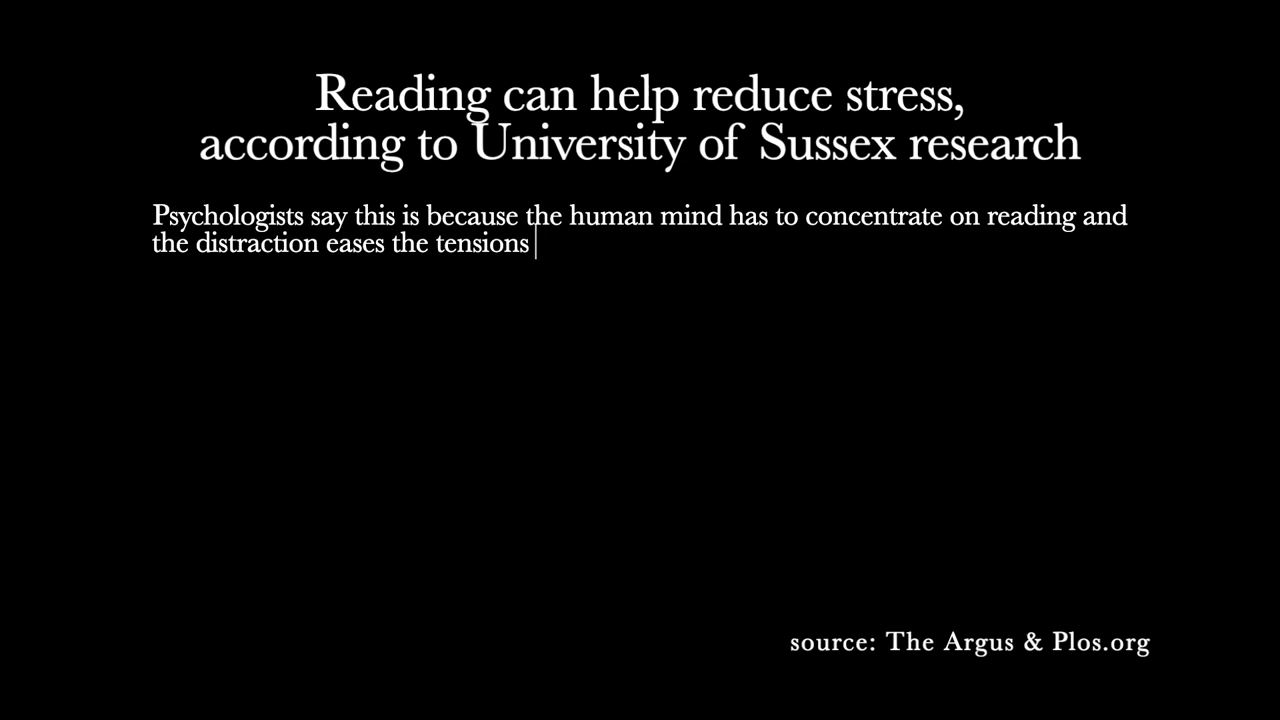 Reading can help reduce stress,
according to University of Sussex research
Psychologists say this is because the human mind has to concentrate on reading and
the distraction eases the tensions
source: The Argus & Plos.org